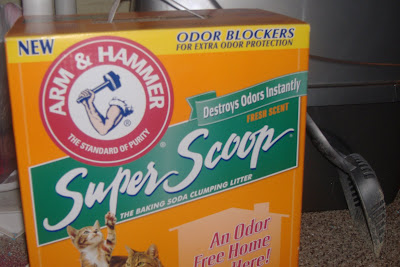 NEW
ODOR BLOCKERS
FOR EXTRA ODOR PROTECTION
ARM & HAMMER
THE STANDARD OF PURITY
Destroys Odors Instantly
FRESH SCENT
Super Scoop
THE BAKING SODA CLUMPING LITTER
An Odor
Free Home
Here!